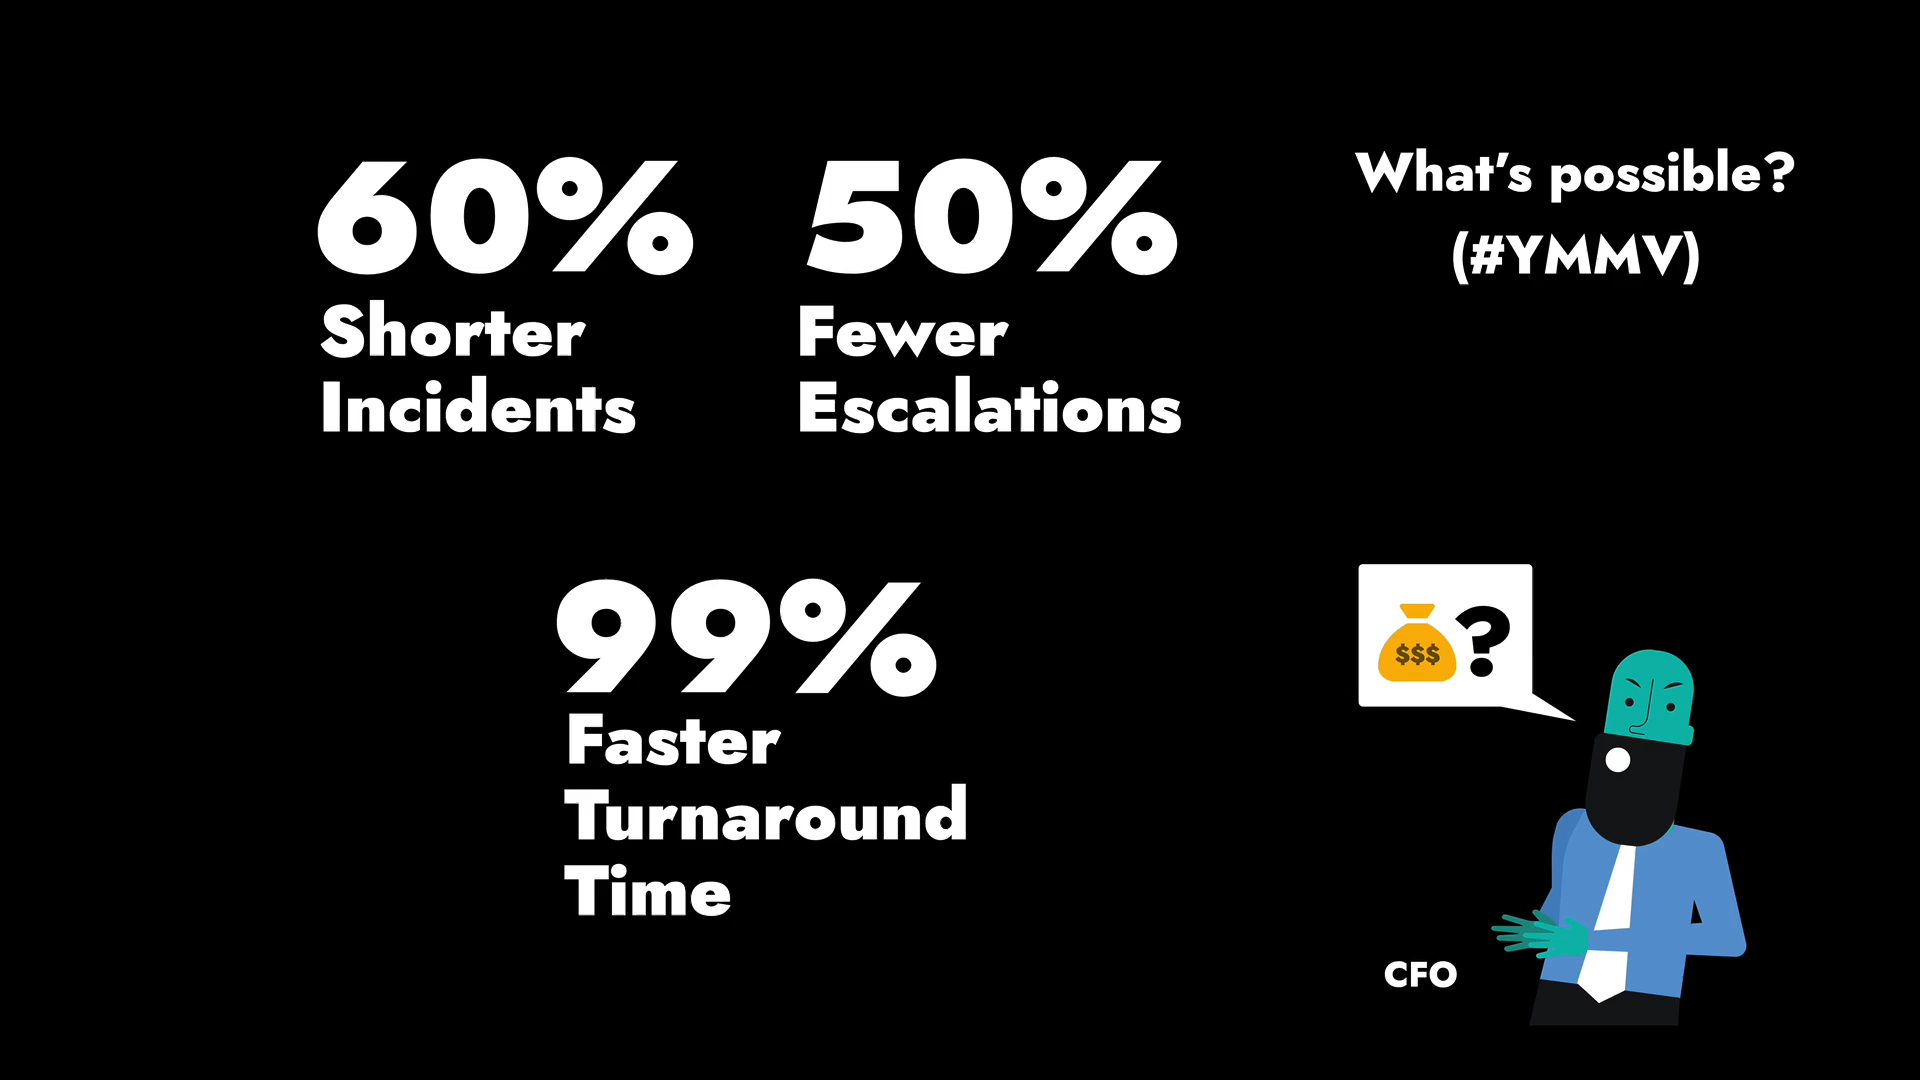 60%
Shorter
Incidents
50%
Fewer
Escalations
What's possible?
(#YMMV)
99%
Faster
Turnaround
Time
$$$?
CFO